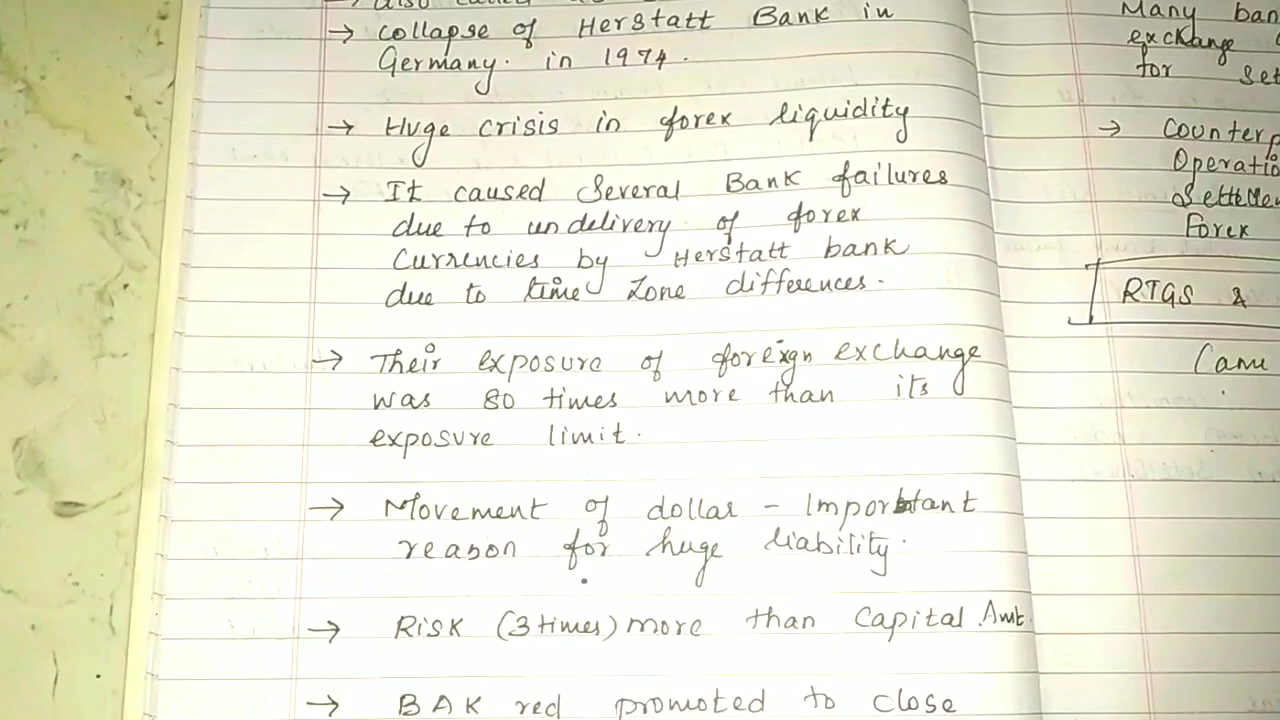 → collapse of Herstatt Bank in
Germany. in 1974.
→ Huge crisis in forex liquidity
→ It caused Several Bank failures
due to undelivery of forex
Currencies by Herstatt bank
due to time Zone differences.
→ Their exposure of foreign exchange
was 80 times more than its
exposure limit.
→ Movement of dollar - Important
reason for huge liability.
→ Risk (3 times) more than Capital Amt.
→ BAK red promoted to close
Many ban
exchange
for Set
→ Counterp
Operatio
Settleme
Forex
RTGS &
Came